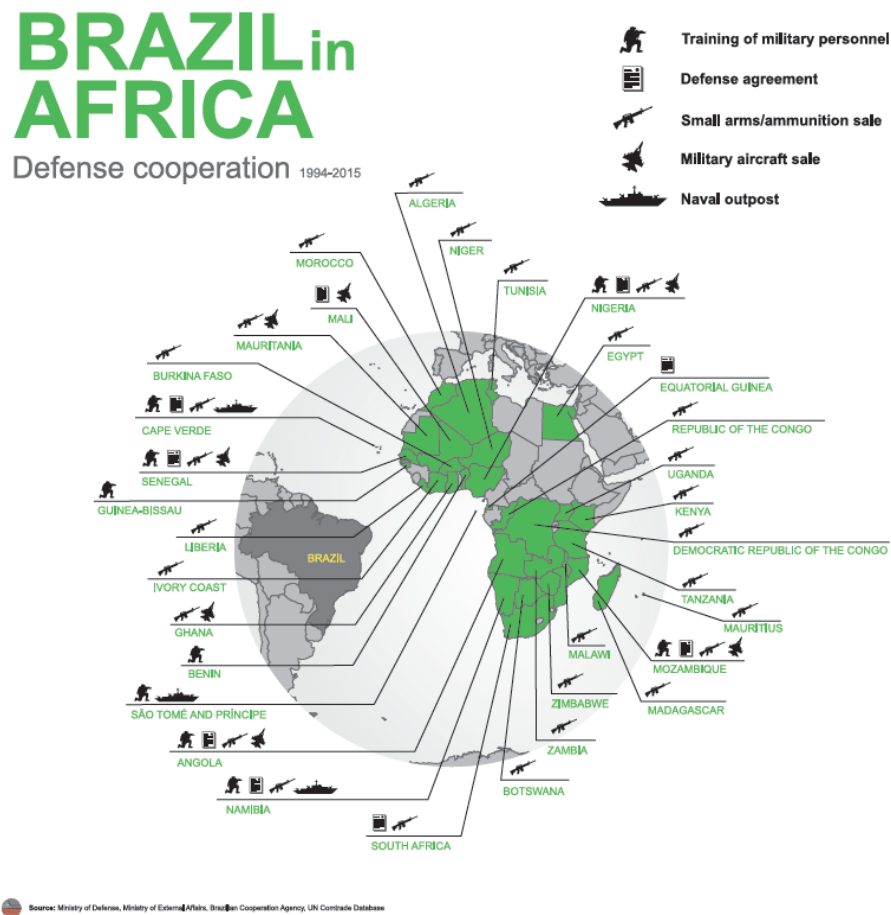 BRAZIL in
AFRICA
Defense cooperation 1994-2015
Training of military personnel
Defense agreement
Small arms/ammunition sale
Military aircraft sale
Naval outpost
ALGERIA
NIGER
MOROCCO
TUNISIA
NIGERIA
MALI
MAURITANIA
EGYPT
BURKINA FASO
EQUATORIAL GUINEA
CAPE VERDE
REPUBLIC OF THE CONGO
SENEGAL
UGANDA
GUINEA-BISSAU
KENYA
LIBERIA
DEMOCRATIC REPUBLIC OF THE CONGO
BRAZIL
IVORY COAST
TANZANIA
GHANA
MAURITIUS
MALAWI
BENIN
MOZAMBIQUE
ZIMBABWE
MADAGASCAR
SÃO TOMÉ AND PRÍNCIPE
ZAMBIA
ANGOLA
BOTSWANA
NAMIBIA
SOUTH AFRICA
Source: Ministry of Defense, Ministry of External Affairs, Brazilian Cooperation Agency, UN Comtrade Database